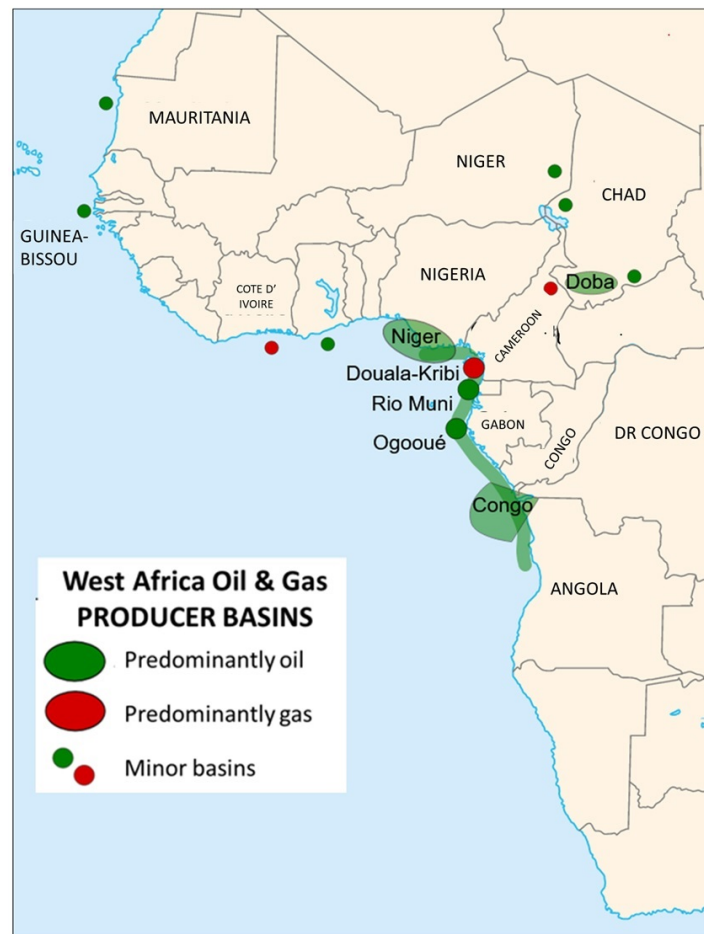 MAURITANIA
NIGER
CHAD
GUINEA-
BISSOU
COTE D'
IVOIRE
NIGERIA
Doba
Niger
CAMEROON
Douala-Kribi
Rio Muni
GABON
Ogooué
CONGO
DR CONGO
Congo
ANGOLA
West Africa Oil & Gas
PRODUCER BASINS
Predominantly oil
Predominantly gas
Minor basins